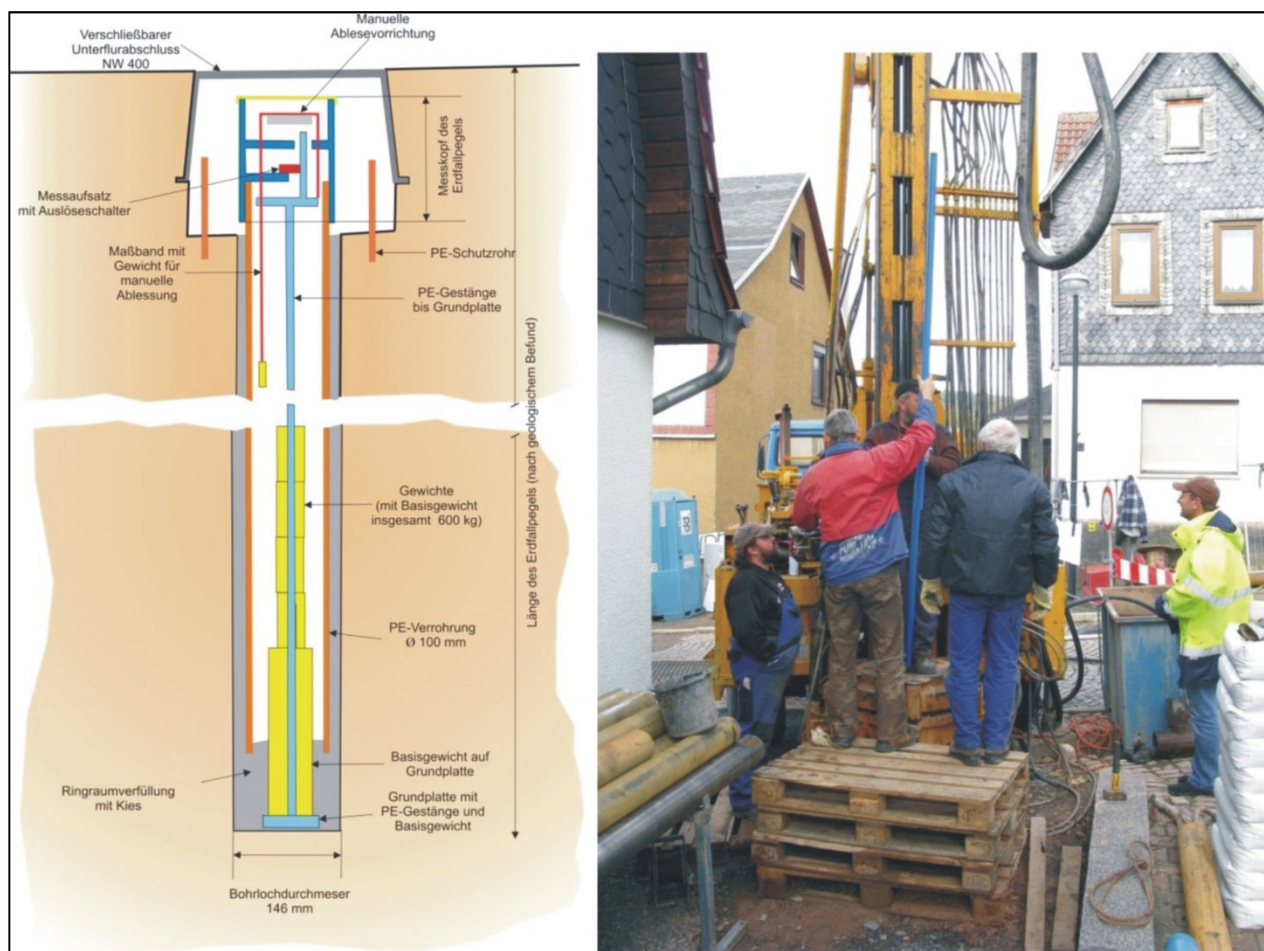 Manuelle
Ablesevorrichtung
Verschließbarer
Unterflurabschluss
NW 400
Messkopf des
Erdfallpegels
Messaufsatz
mit Auslöseschalter
PE-Schutzrohr
Maßband mit
Gewicht für
manuelle
Ablessung
PE-Gestänge
bis Grundplatte
Länge des Erdfallpegels (nach geologischem Befund)
Gewichte
(mit Basisgewicht
insgesamt 600 kg)
PE-Verrohrung
Ø 100 mm
Basisgewicht auf
Grundplatte
Ringraumverfüllung
mit Kies
Grundplatte mit
PE-Gestänge und
Basisgewicht
Bohrlochdurchmeser
146 mm